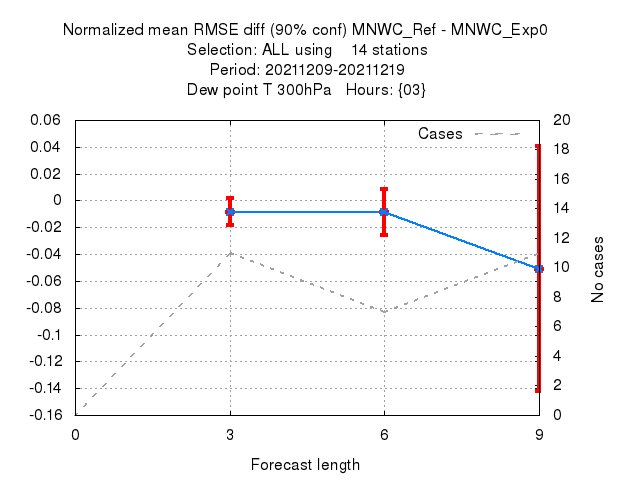 Normalized mean RMSE diff (90% conf) MNWC_Ref - MNWC_Exp0
Selection: ALL using    14 stations
Period: 20211209-20211219
Dew point T 300hPa   Hours: {03}
Cases
0.06
0.04
0.02
0
-0.02
-0.04
-0.06
-0.08
-0.1
-0.12
-0.14
-0.16
20
18
16
14
12
10
8
6
4
2
0
No cases
0 3 6 9
Forecast length